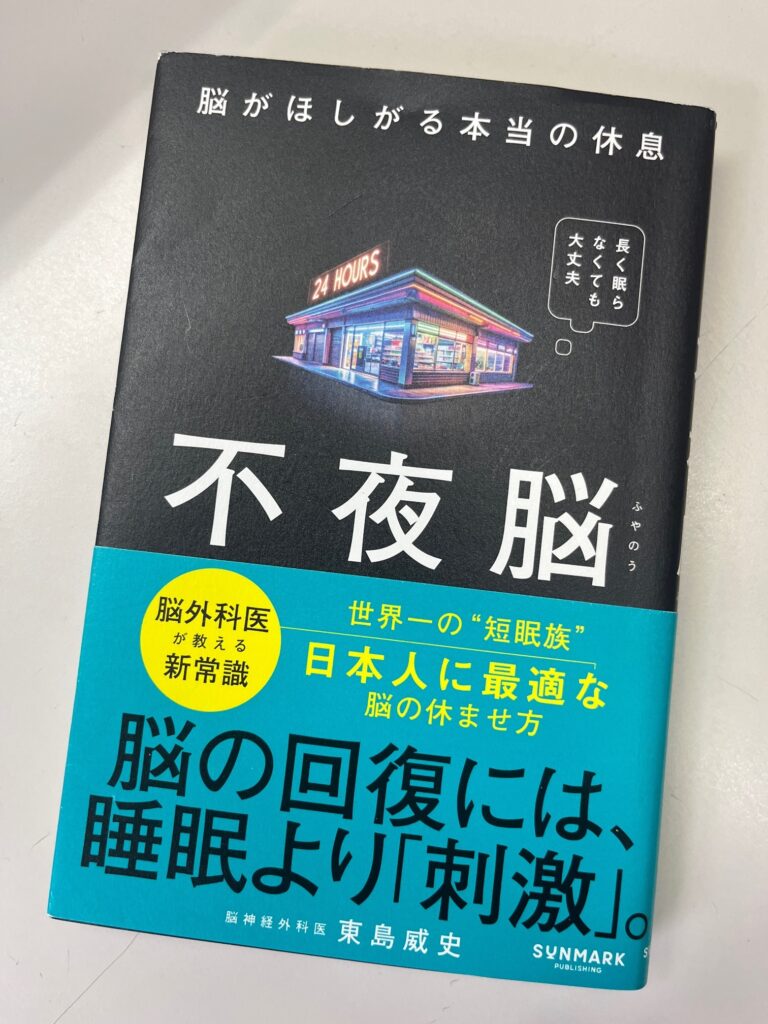 脳がほしがる本当の休息
長く眠ら
なくても
大丈夫
24 HOURS
不夜脳
ふやのう
脳外科医
が教える
新常識
世界一の“短眠族”
日本人に最適な
脳の休ませ方
脳の回復には、
睡眠より「刺激」。
脳神経外科医 東島威史
SUNMARK
PUBLISHING
S